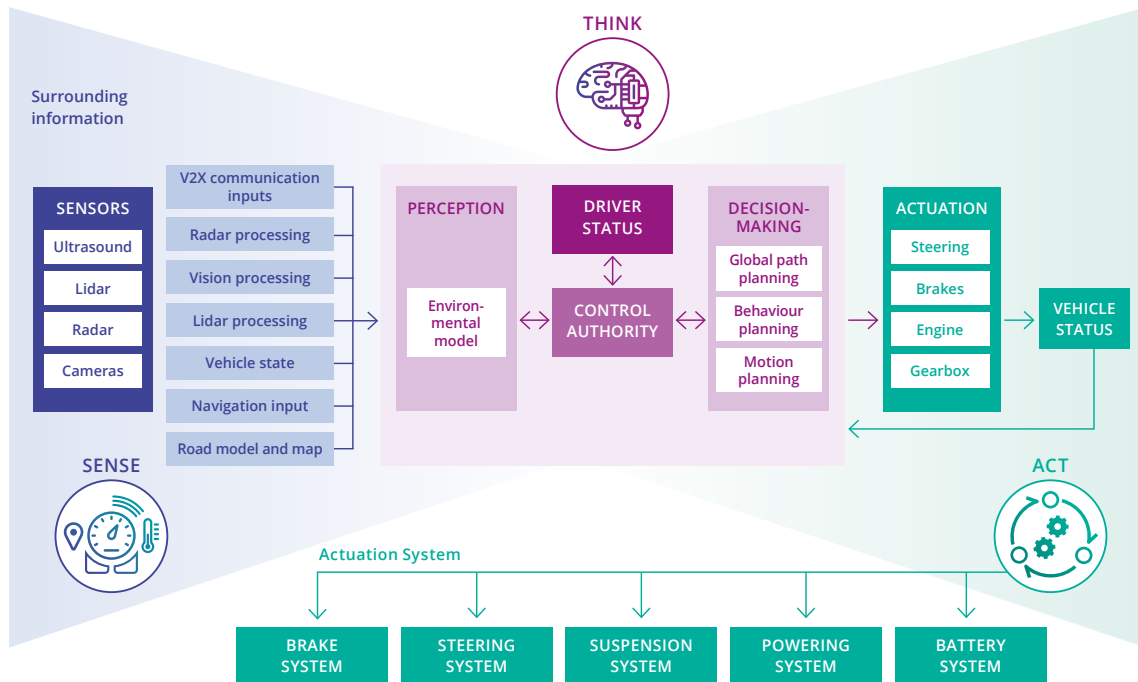 THINK
Surrounding
information
SENSORS
Ultrasound
Lidar
Radar
Cameras
V2X communication
inputs
Radar processing
Vision processing
Lidar processing
Vehicle state
Navigation input
Road model and map
PERCEPTION
Environ-
mental
model
DRIVER
STATUS
CONTROL
AUTHORITY
DECISION-
MAKING
Global path
planning
Behaviour
planning
Motion
planning
ACTUATION
Steering
Brakes
Engine
Gearbox
VEHICLE
STATUS
SENSE
ACT
Actuation System
BRAKE
SYSTEM
STEERING
SYSTEM
SUSPENSION
SYSTEM
POWERING
SYSTEM
BATTERY
SYSTEM